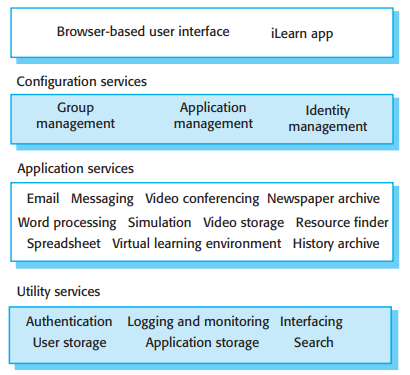 Browser-based user interface iLearn app
Configuration services
Group management Application management Identity management
Application services
Email Messaging Video conferencing Newspaper archive
Word processing Simulation Video storage Resource finder
Spreadsheet Virtual learning environment History archive
Utility services
Authentication Logging and monitoring Interfacing
User storage Application storage Search